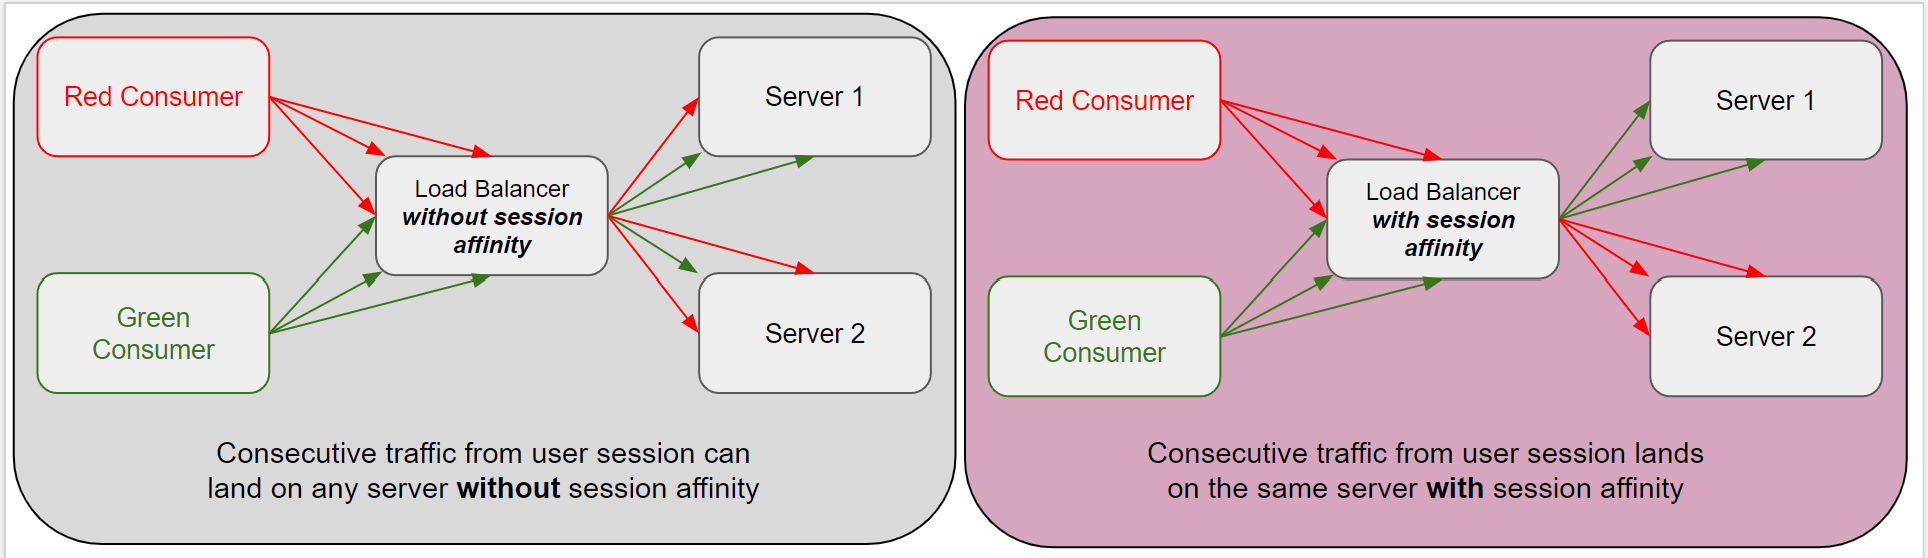 Red Consumer
Server 1
Load Balancer
without session
affinity
Green
Consumer
Server 2
Consecutive traffic from user session can
land on any server without session affinity
Red Consumer
Server 1
Load Balancer
with session
affinity
Green
Consumer
Server 2
Consecutive traffic from user session lands
on the same server with session affinity